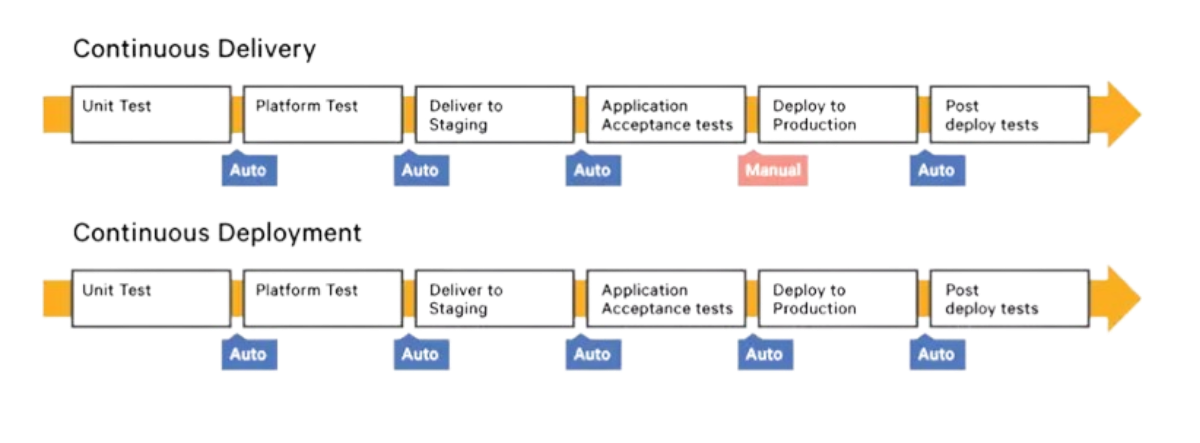 Continuous Delivery
Unit Test
Platform Test
Deliver to
Staging
Application
Acceptance tests
Deploy to
Production
Post
deploy tests
Auto
Auto
Auto
Manual
Auto
Continuous Deployment
Unit Test
Platform Test
Deliver to
Staging
Application
Acceptance tests
Deploy to
Production
Post
deploy tests
Auto
Auto
Auto
Auto
Auto